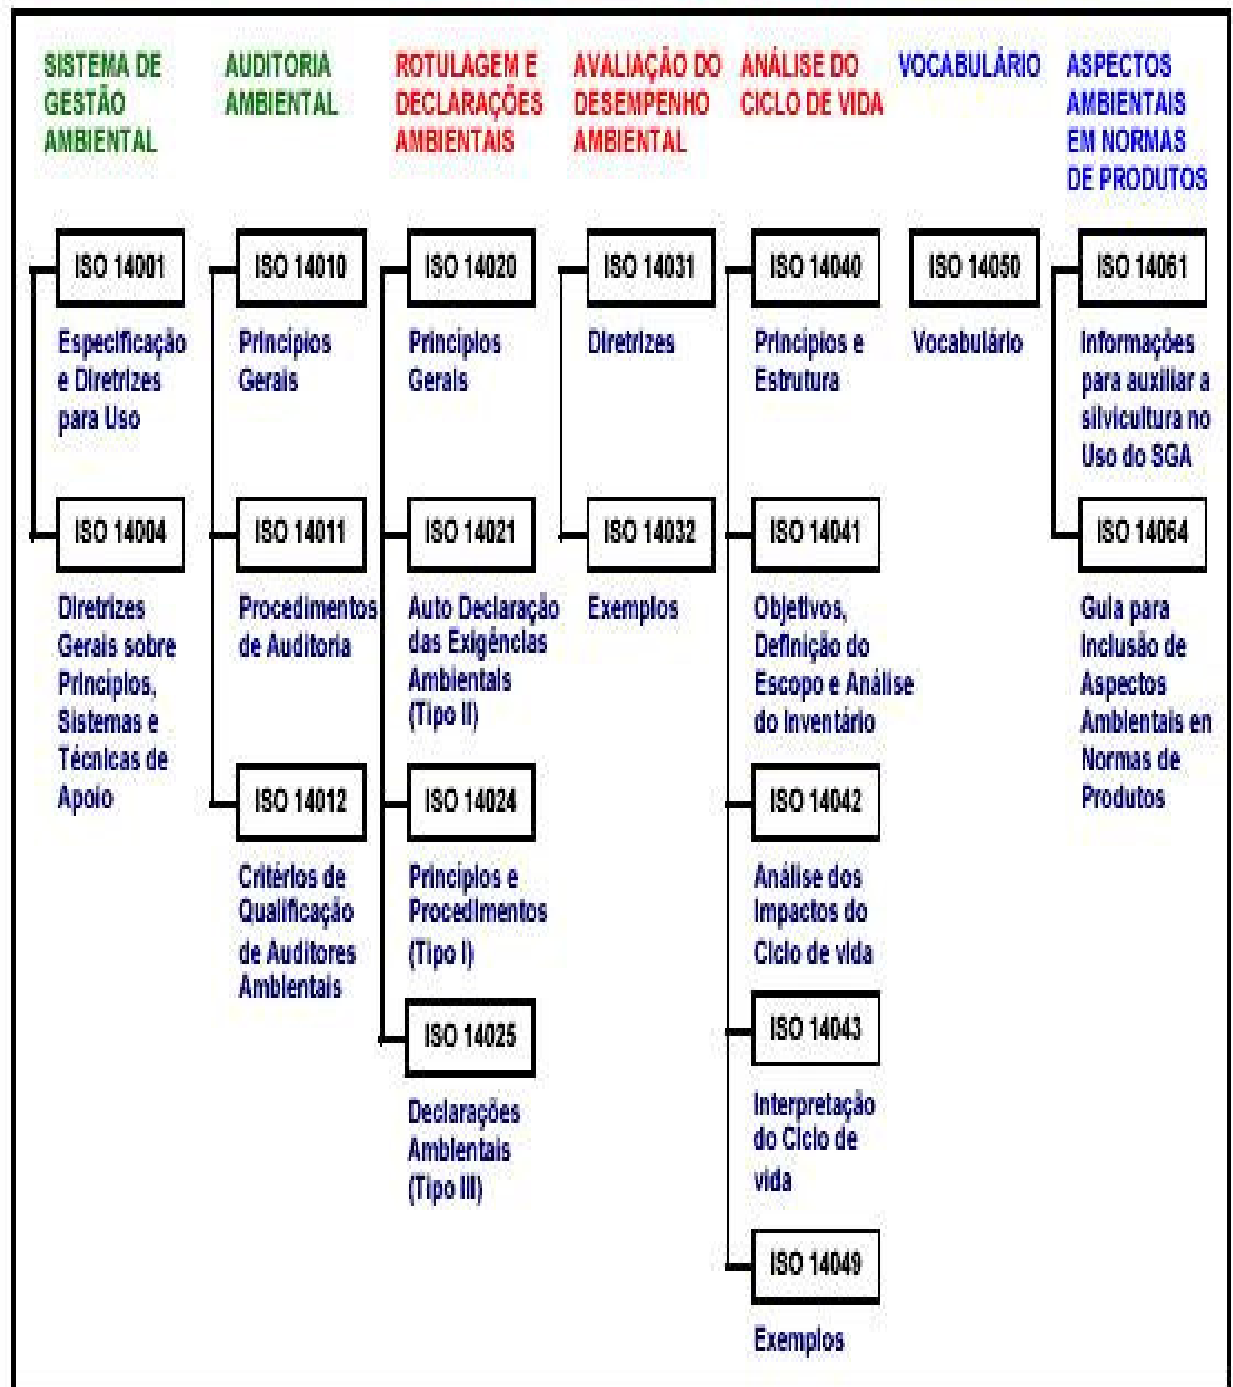 SISTEMA DE
GESTÃO
AMBIENTAL
AUDITORIA
AMBIENTAL
ROTULAGEM E
DECLARAÇÕES
AMBIENTAIS
AVALIAÇÃO DO
DESEMPENHO
AMBIENTAL
ANÁLISE DO
CICLO DE VIDA
VOCABULÁRIO
ASPECTOS
AMBIENTAIS
EM NORMAS
DE PRODUTOS
ISO 14001
Especificação
e Diretrizes
para Uso
ISO 14004
Diretrizes
Gerais sobre
Princípios,
Sistemas e
Técnicas de
Apoio
ISO 14010
Princípios
Gerais
ISO 14011
Procedimentos
de Auditoria
ISO 14012
Critérios de
Qualificação
de Auditores
Ambientais
ISO 14020
Princípios
Gerais
ISO 14021
Auto Declaração
das Exigências
Ambientais
(Tipo II)
ISO 14024
Princípios e
Procedimentos
(Tipo I)
ISO 14025
Declarações
Ambientais
(Tipo III)
ISO 14031
Diretrizes
ISO 14032
Exemplos
ISO 14040
Princípios e
Estrutura
ISO 14041
Objetivos,
Definição do
Escopo e Análise
do Inventário
ISO 14042
Análise dos
Impactos do
Ciclo de vida
ISO 14043
Interpretação
do Ciclo de
vida
ISO 14049
Exemplos
ISO 14050
Vocabulário
ISO 14061
Informações
para auxiliar a
silvicultura no
Uso do SGA
ISO 14064
Guia para
Inclusão de
Aspectos
Ambientais en
Normas de
Produtos